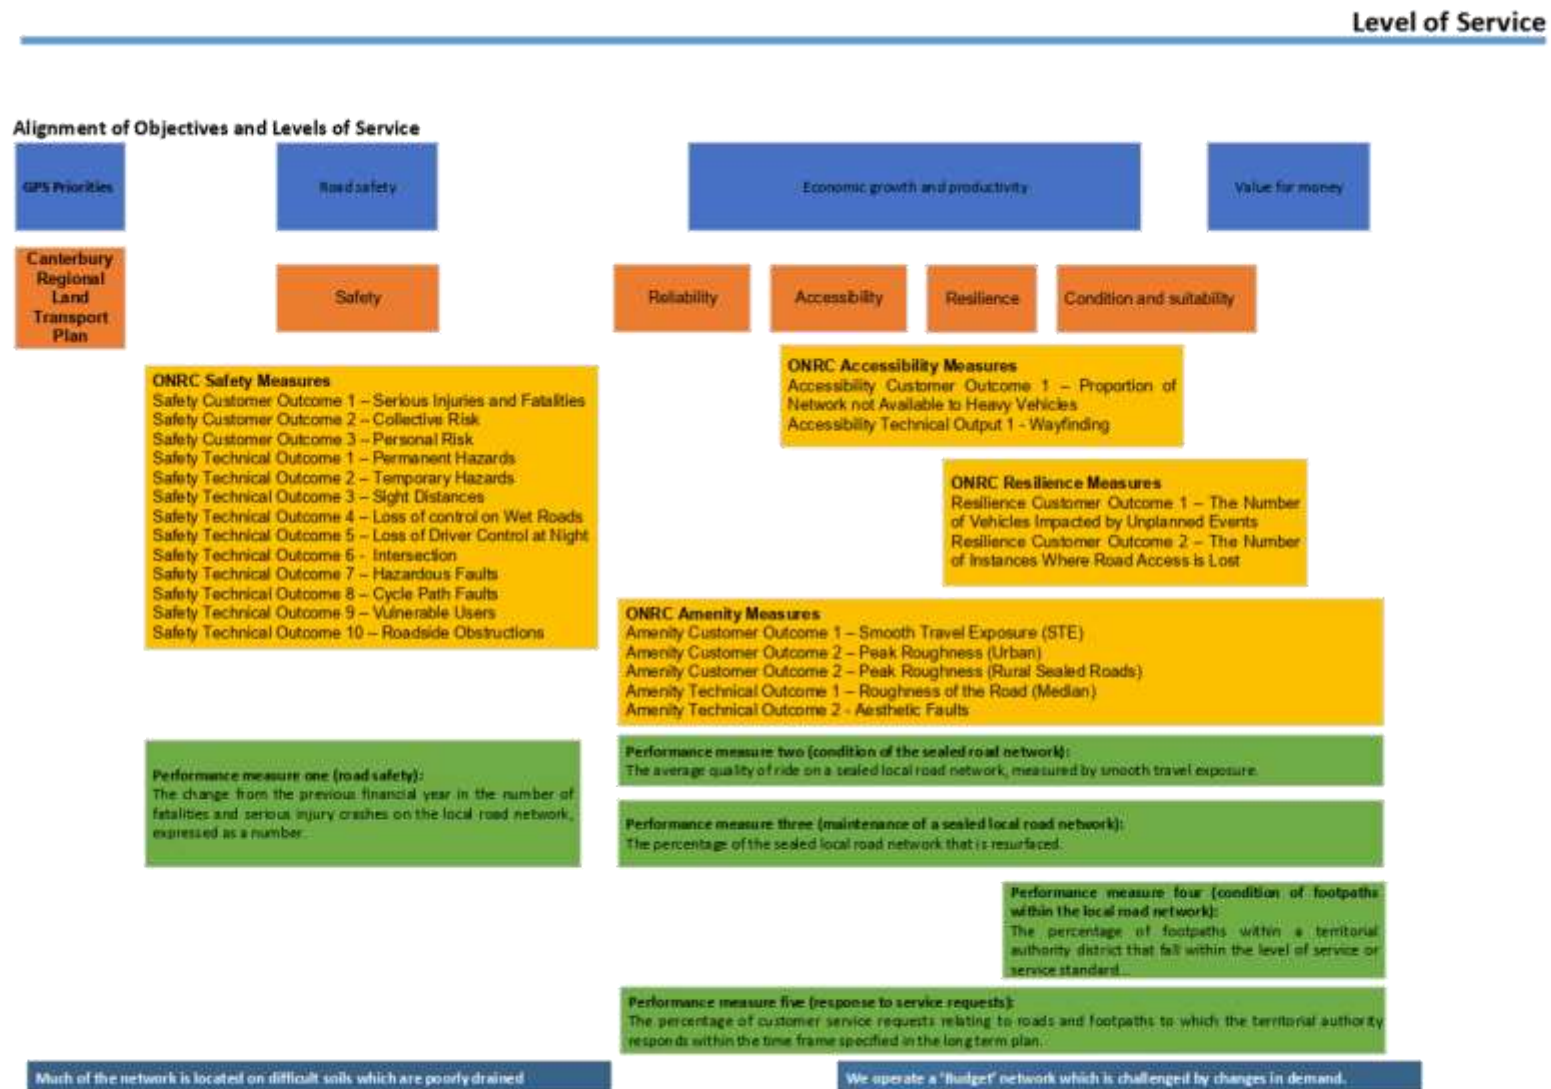 Level of Service
Alignment of Objectives and Levels of Service
GPS Priorities
Road safety
Economic growth and productivity
Value for money
Canterbury
Regional
Land
Transport
Plan
Safety
Reliability
Accessibility
Resilience
Condition and suitability
ONRC Safety Measures
Safety Customer Outcome 1 – Serious Injuries and Fatalities
Safety Customer Outcome 2 – Collective Risk
Safety Customer Outcome 3 – Personal Risk
Safety Technical Outcome 1 – Permanent Hazards
Safety Technical Outcome 2 – Temporary Hazards
Safety Technical Outcome 3 – Sight Distances
Safety Technical Outcome 4 – Loss of control on Wet Roads
Safety Technical Outcome 5 – Loss of Driver Control at Night
Safety Technical Outcome 6 - Intersection
Safety Technical Outcome 7 – Hazardous Faults
Safety Technical Outcome 8 – Cycle Path Faults
Safety Technical Outcome 9 – Vulnerable Users
Safety Technical Outcome 10 – Roadside Obstructions
ONRC Accessibility Measures
Accessibility Customer Outcome 1 – Proportion of
Network not Available to Heavy Vehicles
Accessibility Technical Output 1 - Wayfinding
ONRC Resilience Measures
Resilience Customer Outcome 1 – The Number
of Vehicles Impacted by Unplanned Events
Resilience Customer Outcome 2 – The Number
of Instances Where Road Access is Lost
ONRC Amenity Measures
Amenity Customer Outcome 1 – Smooth Travel Exposure (STE)
Amenity Customer Outcome 2 – Peak Roughness (Urban)
Amenity Customer Outcome 2 – Peak Roughness (Rural Sealed Roads)
Amenity Technical Outcome 1 – Roughness of the Road (Median)
Amenity Technical Outcome 2 - Aesthetic Faults
Performance measure one (road safety):
The change from the previous financial year in the number of
fatalities and serious injury crashes on the local road network,
expressed as a number.
Performance measure two (condition of the sealed road network):
The average quality of ride on a sealed local road network, measured by smooth travel exposure.
Performance measure three (maintenance of a sealed local road network):
The percentage of the sealed local road network that is resurfaced.
Performance measure four (condition of footpaths
within the local road network):
The percentage of footpaths within a territorial
authority district that fall within the level of service or
service standard...
Performance measure five (response to service requests):
The percentage of customer service requests relating to roads and footpaths to which the territorial authority
responds within the time frame specified in the long term plan.
Much of the network is located on difficult soils which are poorly drained
We operate a 'Budget' network which is challenged by changes in demand.